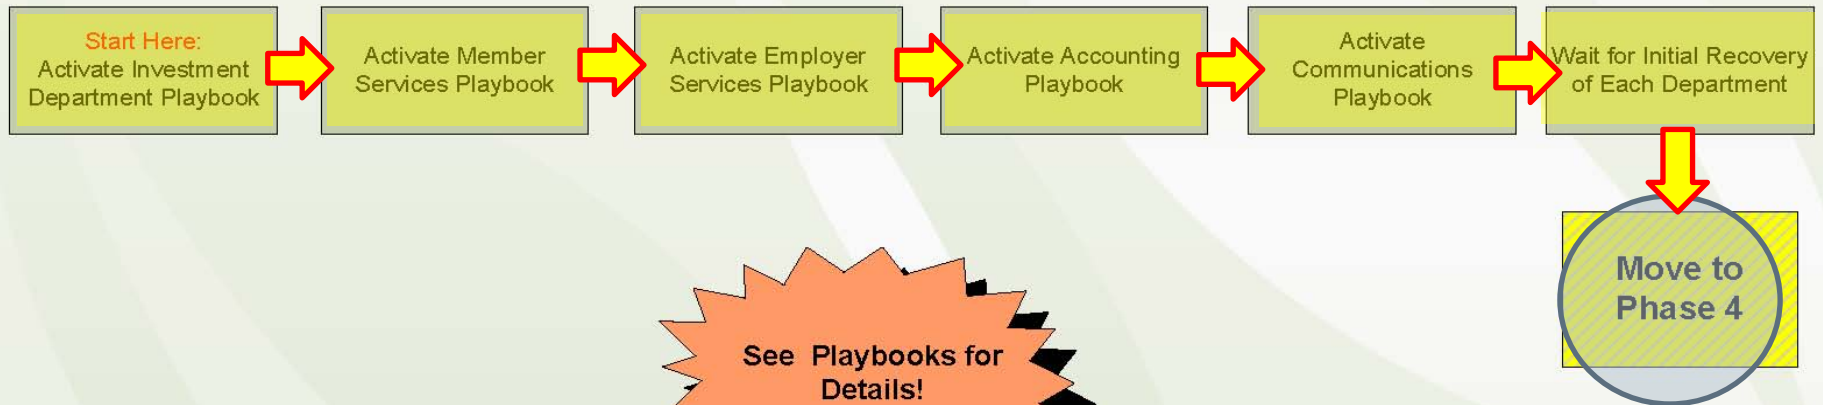 Start Here:
Activate Investment
Department Playbook
Activate Member
Services Playbook
Activate Employer
Services Playbook
Activate Accounting
Playbook
Activate
Communications
Playbook
Wait for Initial Recovery
of Each Department
Move to
Phase 4
See Playbooks for
Details!